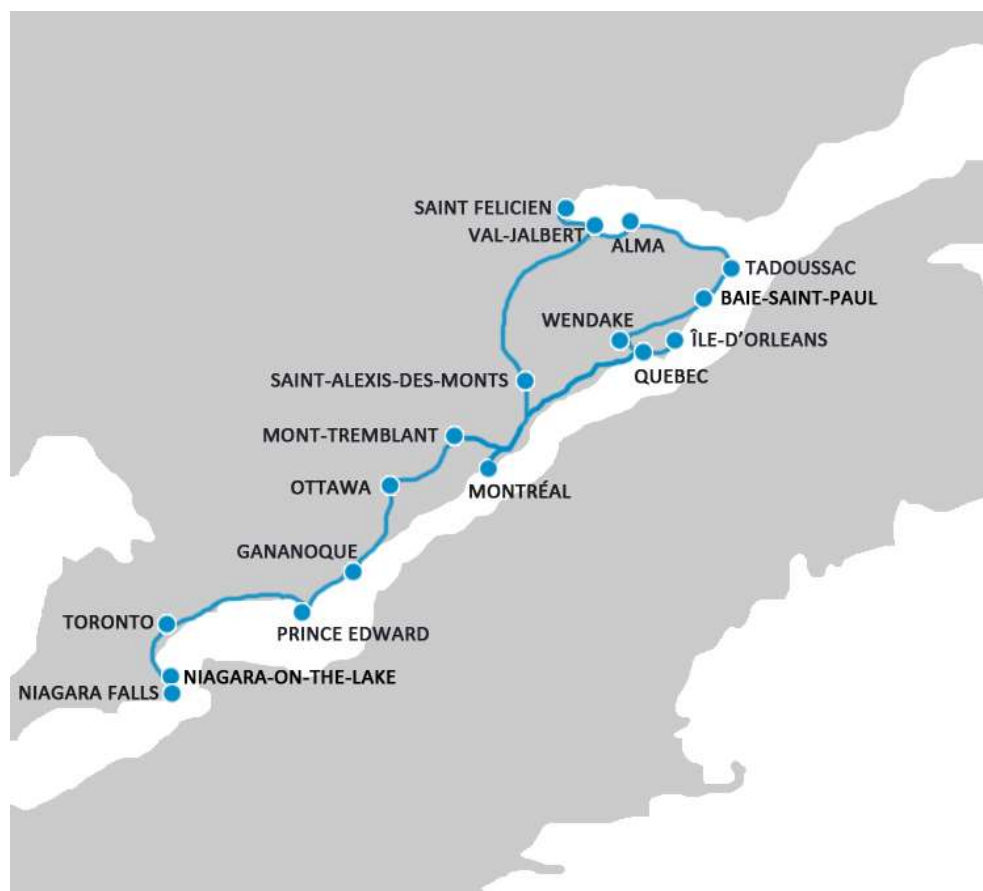 SAINT FELICIEN
VAL-JALBERT
ALMA
TADOUSSAC
BAIE-SAINT-PAUL
WENDAKE
ÎLE-D'ORLEANS
QUEBEC
SAINT-ALEXIS-DES-MONTS
MONT-TREMBLANT
OTTAWA
MONTRÉAL
GANANOQUE
TORONTO
PRINCE EDWARD
NIAGARA-ON-THE-LAKE
NIAGARA FALLS